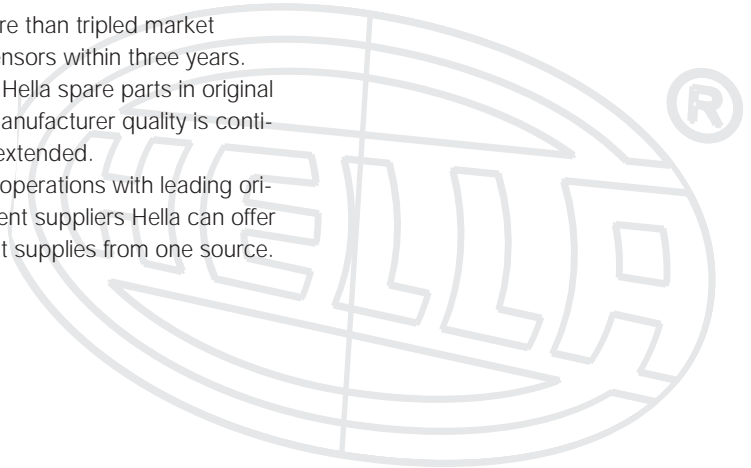 re than tripled market
ensors within three years.
Hella spare parts in original
anufacturer quality is conti-
extended.
operations with leading ori-
ent suppliers Hella can offer
t supplies from one source.
HELLA
®